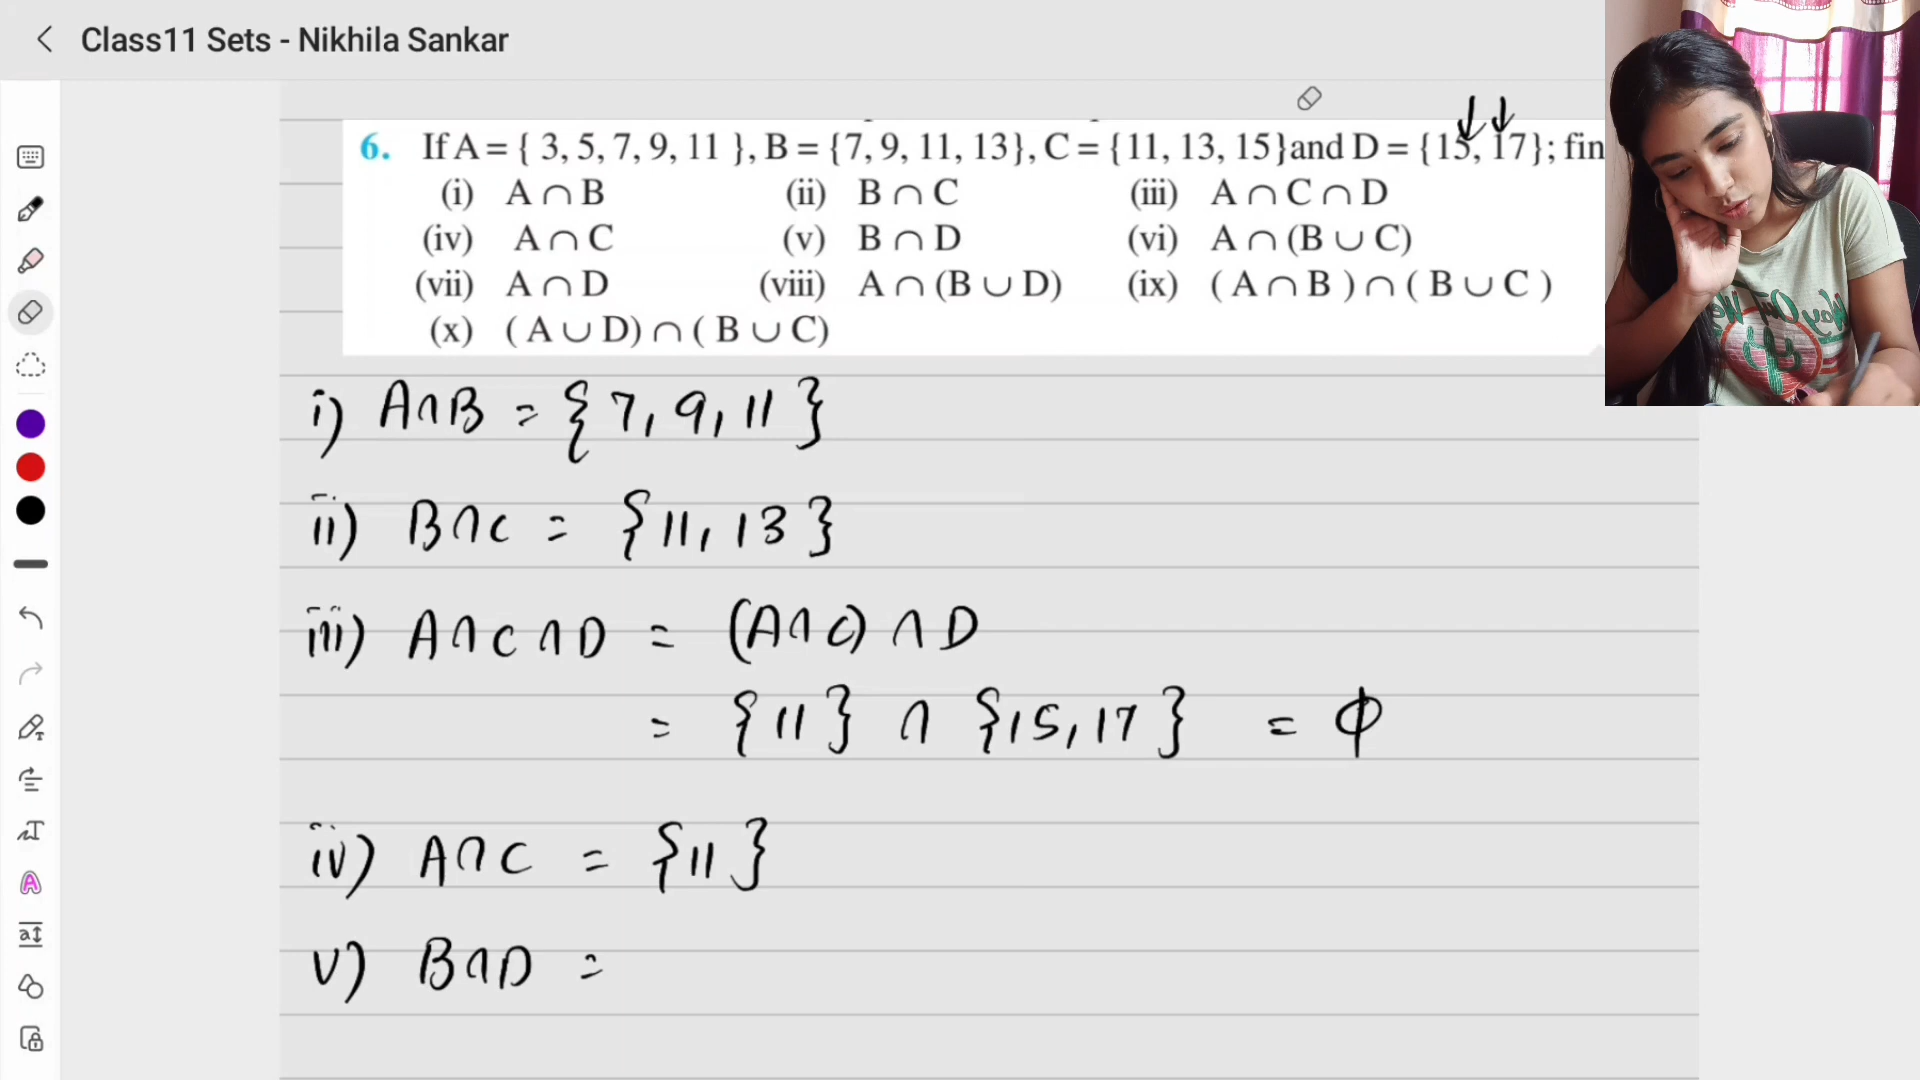 Class11 Sets - Nikhila Sankar
6. If A = { 3, 5, 7, 9, 11 }, B = {7, 9, 11, 13}, C = {11, 13, 15}and D = {15, 17}; fin
(i) A ∩ B (ii) B ∩ C (iii) A ∩ C ∩ D
(iv) A ∩ C (v) B ∩ D (vi) A ∩ (B ∪ C)
(vii) A ∩ D (viii) A ∩ (B ∪ D) (ix) ( A ∩ B ) ∩ ( B ∪ C )
(x) ( A ∪ D) ∩ ( B ∪ C)
i) A∩B = {7, 9, 11}
ii) B∩C = {11, 13}
iii) A∩C∩D = (A∩C) ∩ D
= {11} ∩ {15, 17} = ϕ
iv) A∩C = {11}
v) B∩D =